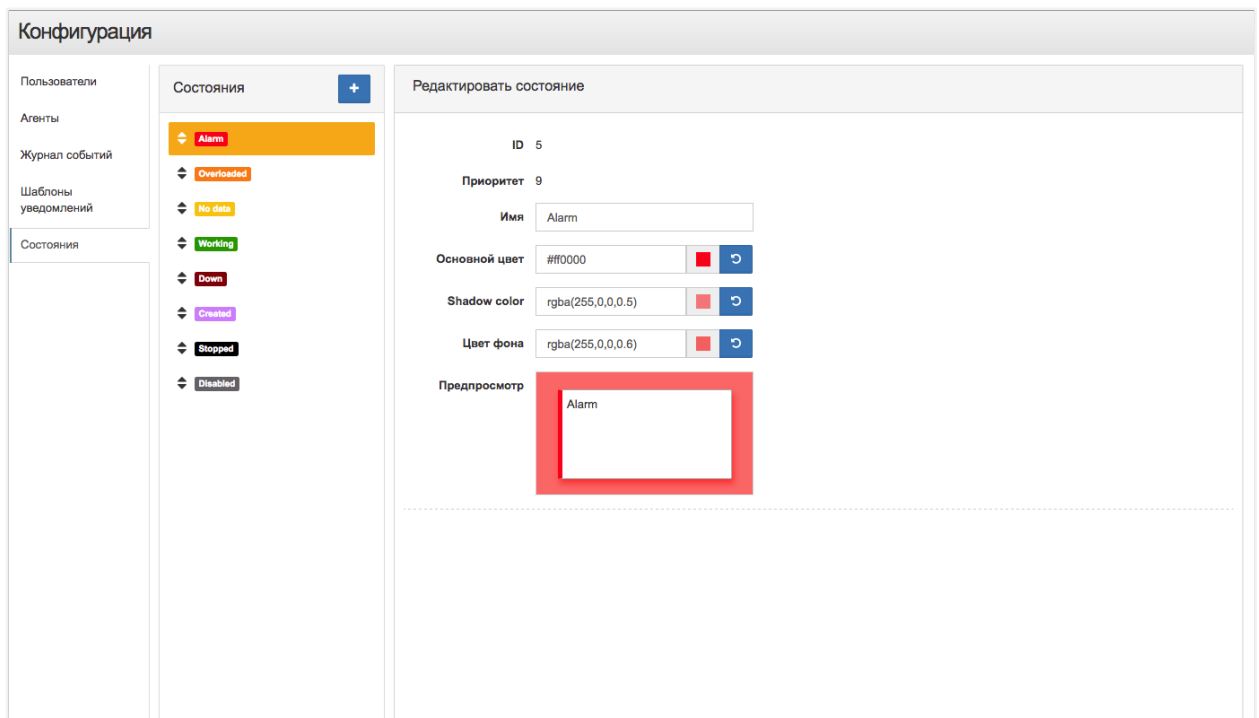 Конфигурация
Пользователи
Агенты
Журнал событий
Шаблоны
уведомлений
Состояния
Состояния
+
Alarm
Overloaded
No data
Working
Down
Created
Stopped
Disabled
Редактировать состояние
ID 5
Приоритет 9
Имя Alarm
Основной цвет #ff0000
Shadow color rgba(255,0,0,0.5)
Цвет фона rgba(255,0,0,0.6)
Предпросмотр
Alarm